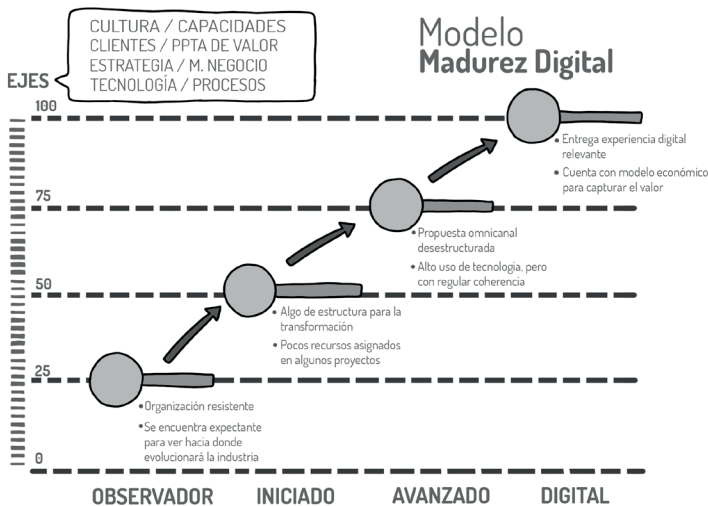 CULTURA / CAPACIDADES
CLIENTES / PPTA DE VALOR
ESTRATEGIA / M. NEGOCIO
TECNOLOGÍA / PROCESOS
Modelo
Madurez Digital
EJES
100
• Entrega experiencia digital
relevante
• Cuenta con modelo económico
para capturar el valor
75
• Propuesta omnicanal
desestructurada
• Alto uso de tecnologia, pero
con regular coherencia
50
• Algo de estructura para la
transformación
• Pocos recursos asignados
en algunos proyectos
25
• Organización resistente
• Se encuentra expectante
para ver hacia donde
evolucionará la industria
0
OBSERVADOR
INICIADO
AVANZADO
DIGITAL